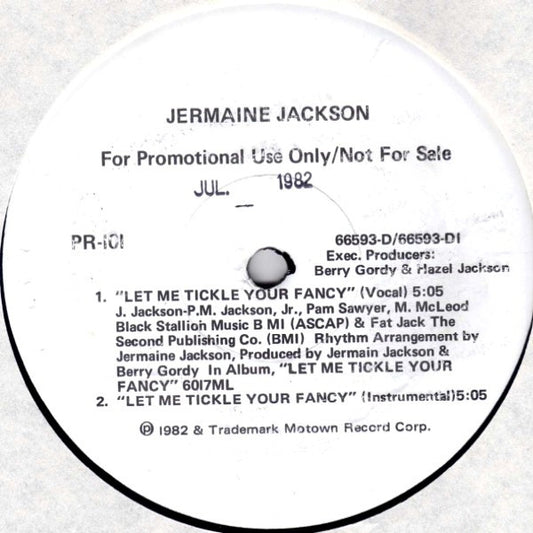 JERMAINE JACKSON
For Promotional Use Only/Not For Sale
JUL. 1982
PR-101 66593-D/66593-D1
Exec. Producers:
Berry Gordy & Hazel Jackson
1. "LET ME TICKLE YOUR FANCY" (Vocal) 5:05
J. Jackson-P.M. Jackson, Jr., Pam Sawyer, M. McLeod
Black Stallion Music B MI (ASCAP) & Fat Jack The
Second Publishing Co. (BMI) Rhythm Arrangement by
Jermaine Jackson, Produced by Jermain Jackson &
Berry Gordy In Album, "LET ME TICKLE YOUR
FANCY" 6017ML
2. "LET ME TICKLE YOUR FANCY" (Instrumental)5:05
℗ 1982 & Trademark Motown Record Corp.